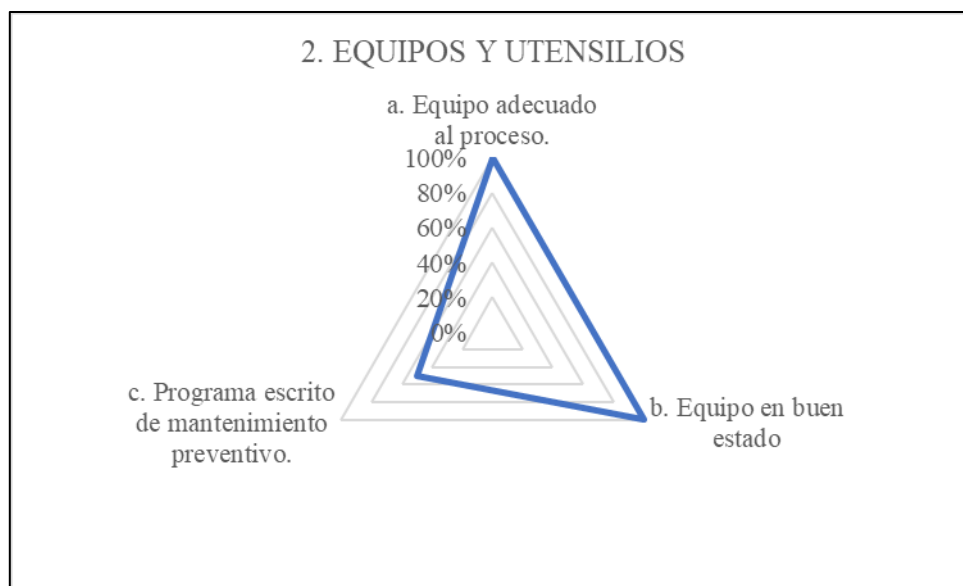 2. EQUIPOS Y UTENSILIOS
a. Equipo adecuado
al proceso.
100%
80%
60%
40%
20%
0%
b. Equipo en buen
estado
c. Programa escrito
de mantenimiento
preventivo.